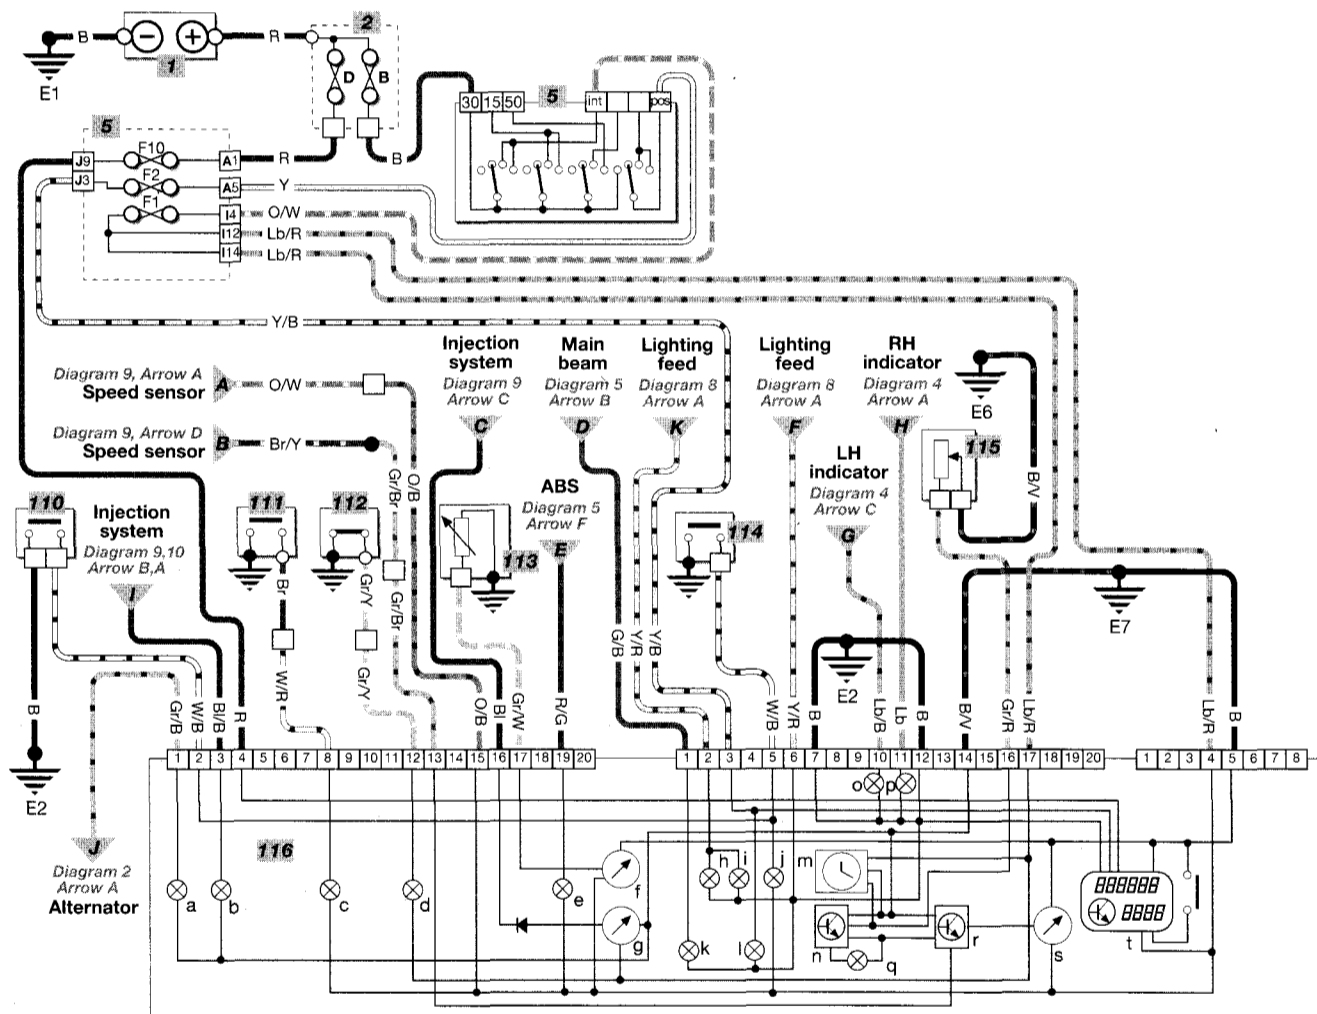 B
R
2
1
E1
D
B
30 15 50
5
int
pos
5
J9
F10
A1
R
B
J3
F2
A5
Y
F1
I4
O/W
I12
Lb/R
I14
Lb/R
Y/B
Diagram 9, Arrow A
Speed sensor
A
O/W
Diagram 9, Arrow D
Speed sensor
B
Br/Y
Injection
system
Diagram 9
Arrow C
C
Main
beam
Diagram 5
Arrow B
D
Lighting
feed
Diagram 8
Arrow A
K
Lighting
feed
Diagram 8
Arrow A
F
RH
indicator
Diagram 4
Arrow A
H
E6
115
B/V
LH
indicator
Diagram 4
Arrow C
G
ABS
Diagram 5
Arrow F
E
110
Injection
system
Diagram 9,10
Arrow B,A
I
111
112
113
114
Gr/Br
O/B
Br
Gr/Y
Gr/Br
E7
E2
G/B
Y/R
Y/B
W/R
Gr/Y
B
Gr/B
W/B
Bl/B
R
O/B
Bl
Gr/W
R/G
W/B
Y/R
B
Lb/B
Lb
B
B/V
Gr/R
Lb/R
Lb/R
B
1 2 3 4 5 6 7 8 9 10 11 12 13 14 15 16 17 18 19 20
1 2 3 4 5 6 7 8 9 10 11 12 13 14 15 16 17 18 19 20
1 2 3 4 5 6 7 8
E2
o
p
116
J
Diagram 2
Arrow A
Alternator
a
b
c
d
e
f
g
h
i
j
k
l
m
n
q
r
s
t